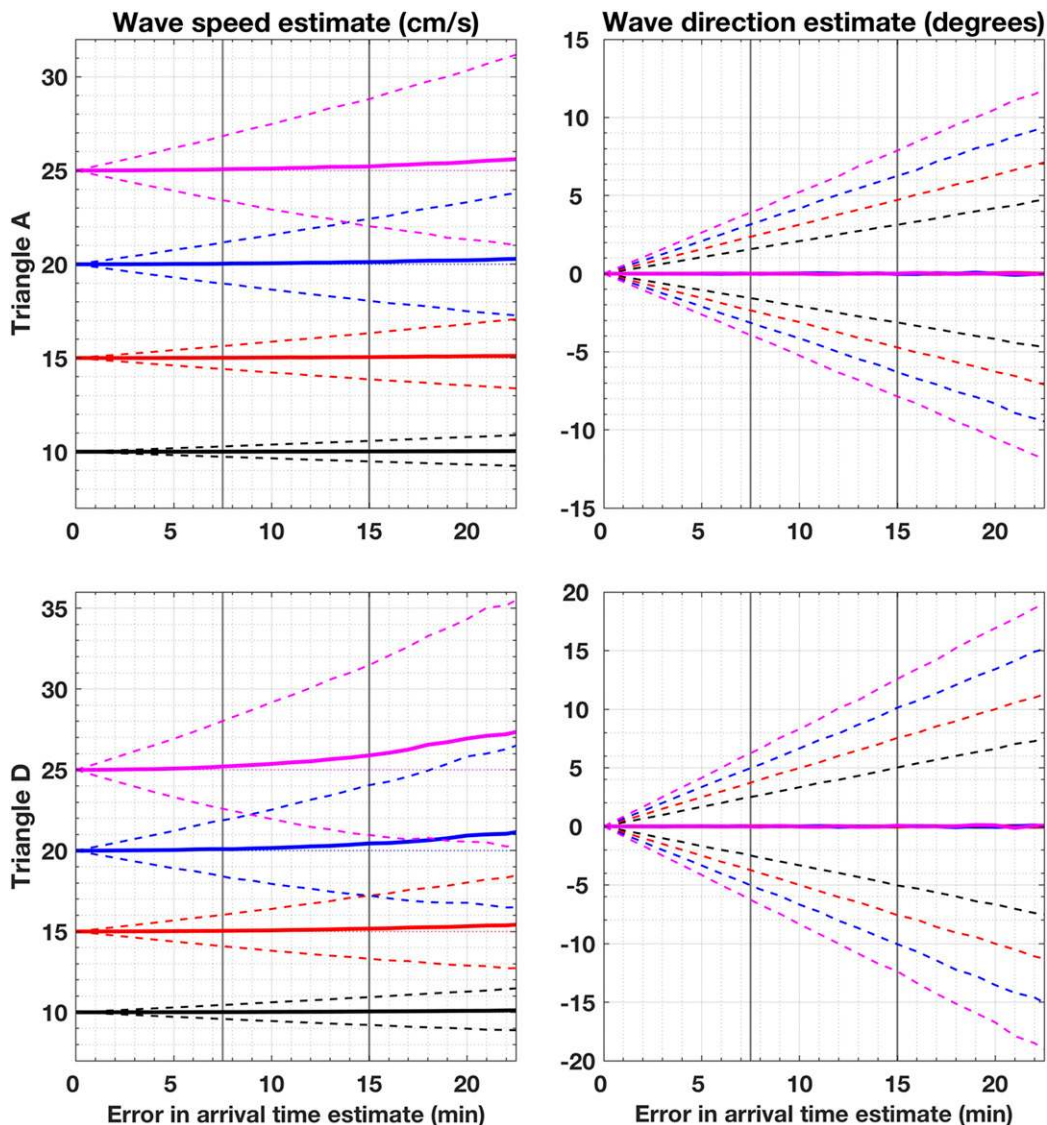 Wave speed estimate (cm/s)
Wave direction estimate (degrees)
Triangle A
30
25
20
15
10
0 5 10 15 20
15
10
5
0
-5
-10
-15
0 5 10 15 20
Triangle D
35
30
25
20
15
10
0 5 10 15 20
Error in arrival time estimate (min)
20
15
10
5
0
-5
-10
-15
-20
0 5 10 15 20
Error in arrival time estimate (min)